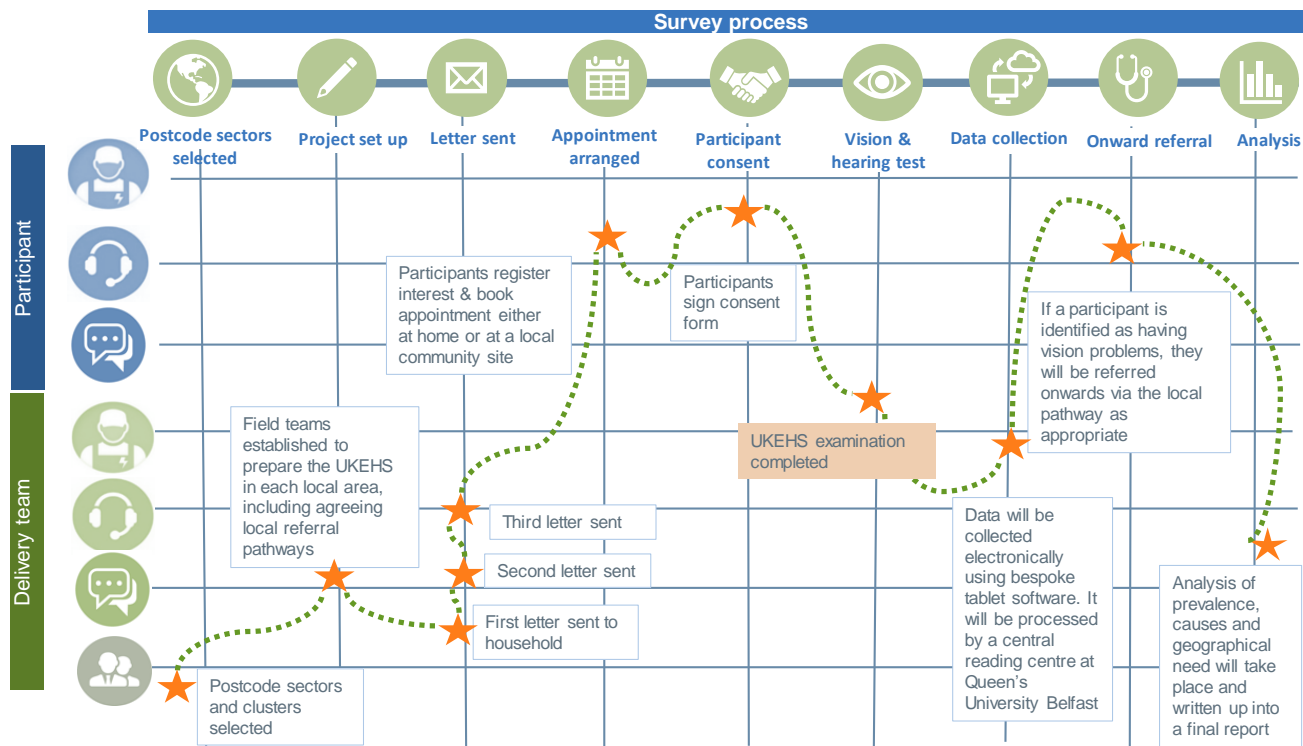 Survey process
Postcode sectors
selected
Project set up
Letter sent
Appointment
arranged
Participant
consent
Vision &
hearing test
Data collection
Onward referral
Analysis
Participant
Delivery team
Participants register
interest & book
appointment either
at home or at a local
community site
Participants
sign consent
form
If a participant is
identified as having
vision problems, they
will be referred
onwards via the local
pathway as
appropriate
Field teams
established to
prepare the UKEHS
in each local area,
including agreeing
local referral
pathways
UKEHS examination
completed
Third letter sent
Second letter sent
First letter sent to
household
Data will be
collected
electronically
using bespoke
tablet software. It
will be processed
by a central
reading centre at
Queen's
University Belfast
Analysis of
prevalence,
causes and
geographical
need will take
place and
written up into
a final report
Postcode sectors
and clusters
selected